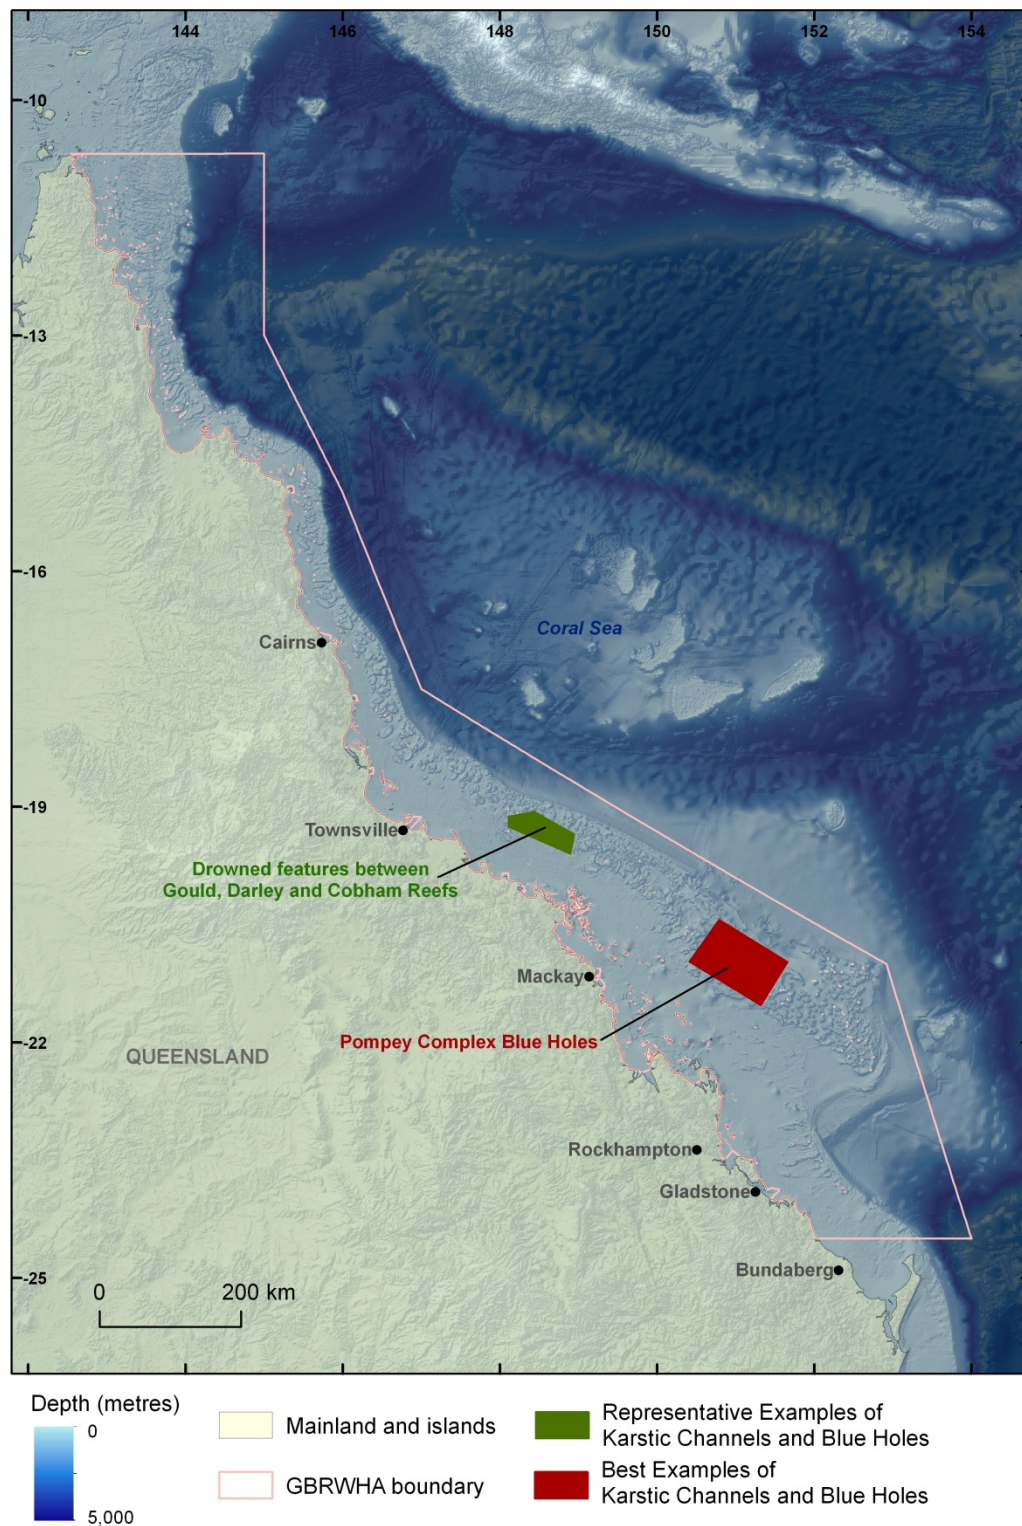 144 146 148 150 152 154
-10
-13
-16
Coral Sea
Cairns
-19
Townsville
Drowned features between
Gould, Darley and Cobham Reefs
Mackay
Pompey Complex Blue Holes
-22
QUEENSLAND
Rockhampton
Gladstone
Bundaberg
-25
0 200 km
Depth (metres)
0
5,000
Mainland and islands
GBRWHA boundary
Representative Examples of
Karstic Channels and Blue Holes
Best Examples of
Karstic Channels and Blue Holes